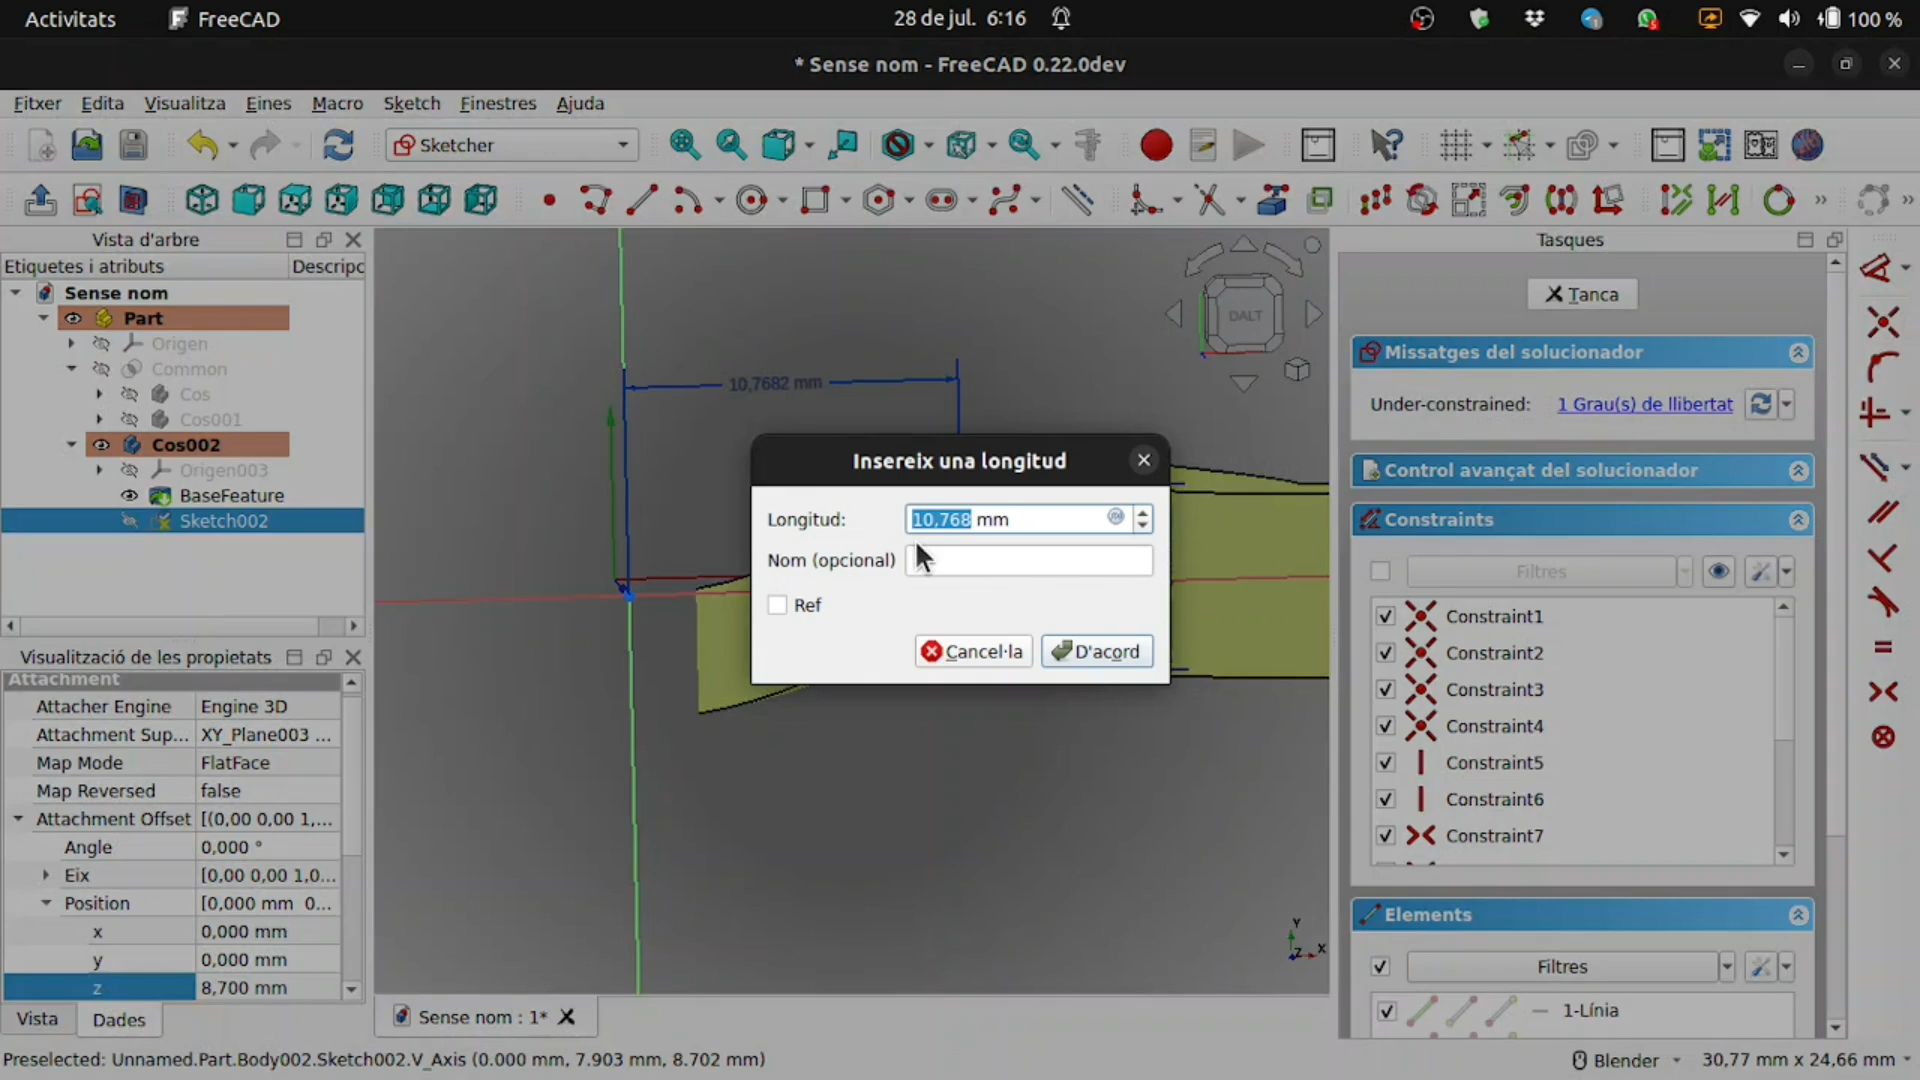 Activitats
FreeCAD
28 de jul. 6:16
100 %
* Sense nom - FreeCAD 0.22.0dev
Fitxer Edita Visualitza Eines Macro Sketch Finestres Ajuda
Sketcher
Vista d'arbre
Etiquetes i atributs
Descripc
Sense nom
Part
Origen
Common
Cos
Cos001
Cos002
Origen003
BaseFeature
Sketch002
Visualització de les propietats
Attachment
Attacher Engine Engine 3D
Attachment Sup... XY_Plane003 ...
Map Mode FlatFace
Map Reversed false
Attachment Offset [(0,00 0,00 1,...
Angle 0,000 °
Eix [0,00 0,00 1,0...
Position [0,000 mm 0...
x 0,000 mm
y 0,000 mm
z 8,700 mm
Vista Dades
10,7682 mm
DALT
Insereix una longitud
Longitud: 10,768 mm
Nom (opcional)
Ref
Cancel·la D'acord
Y
Z X
Sense nom : 1*
Tasques
Tanca
Missatges del solucionador
Under-constrained: 1 Grau(s) de llibertat
Control avançat del solucionador
Constraints
Filtres
Constraint1
Constraint2
Constraint3
Constraint4
Constraint5
Constraint6
Constraint7
Elements
Filtres
1-Línia
Preselected: Unnamed.Part.Body002.Sketch002.V_Axis (0.000 mm, 7.903 mm, 8.702 mm)
Blender
30,77 mm x 24,66 mm